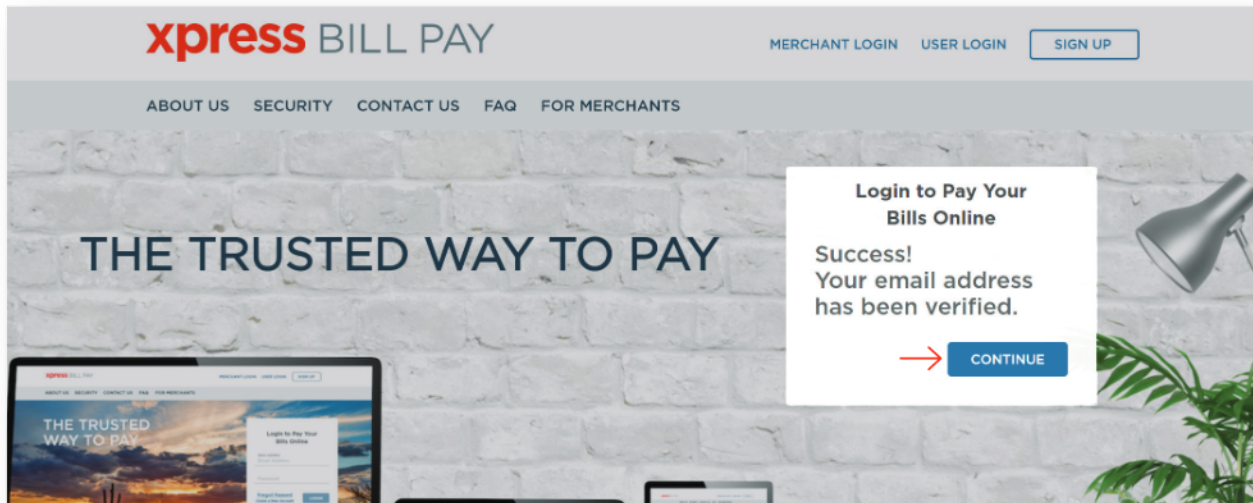 xpress BILL PAY
MERCHANT LOGIN USER LOGIN SIGN UP
ABOUT US SECURITY CONTACT US FAQ FOR MERCHANTS
THE TRUSTED WAY TO PAY
Login to Pay Your
Bills Online
Success!
Your email address
has been verified.
CONTINUE
xpress BILL PAY
MERCHANT LOGIN USER LOGIN SIGN UP
ABOUT US SECURITY CONTACT US FAQ FOR MERCHANTS
THE TRUSTED
WAY TO PAY
Login to Pay Your
Bills Online